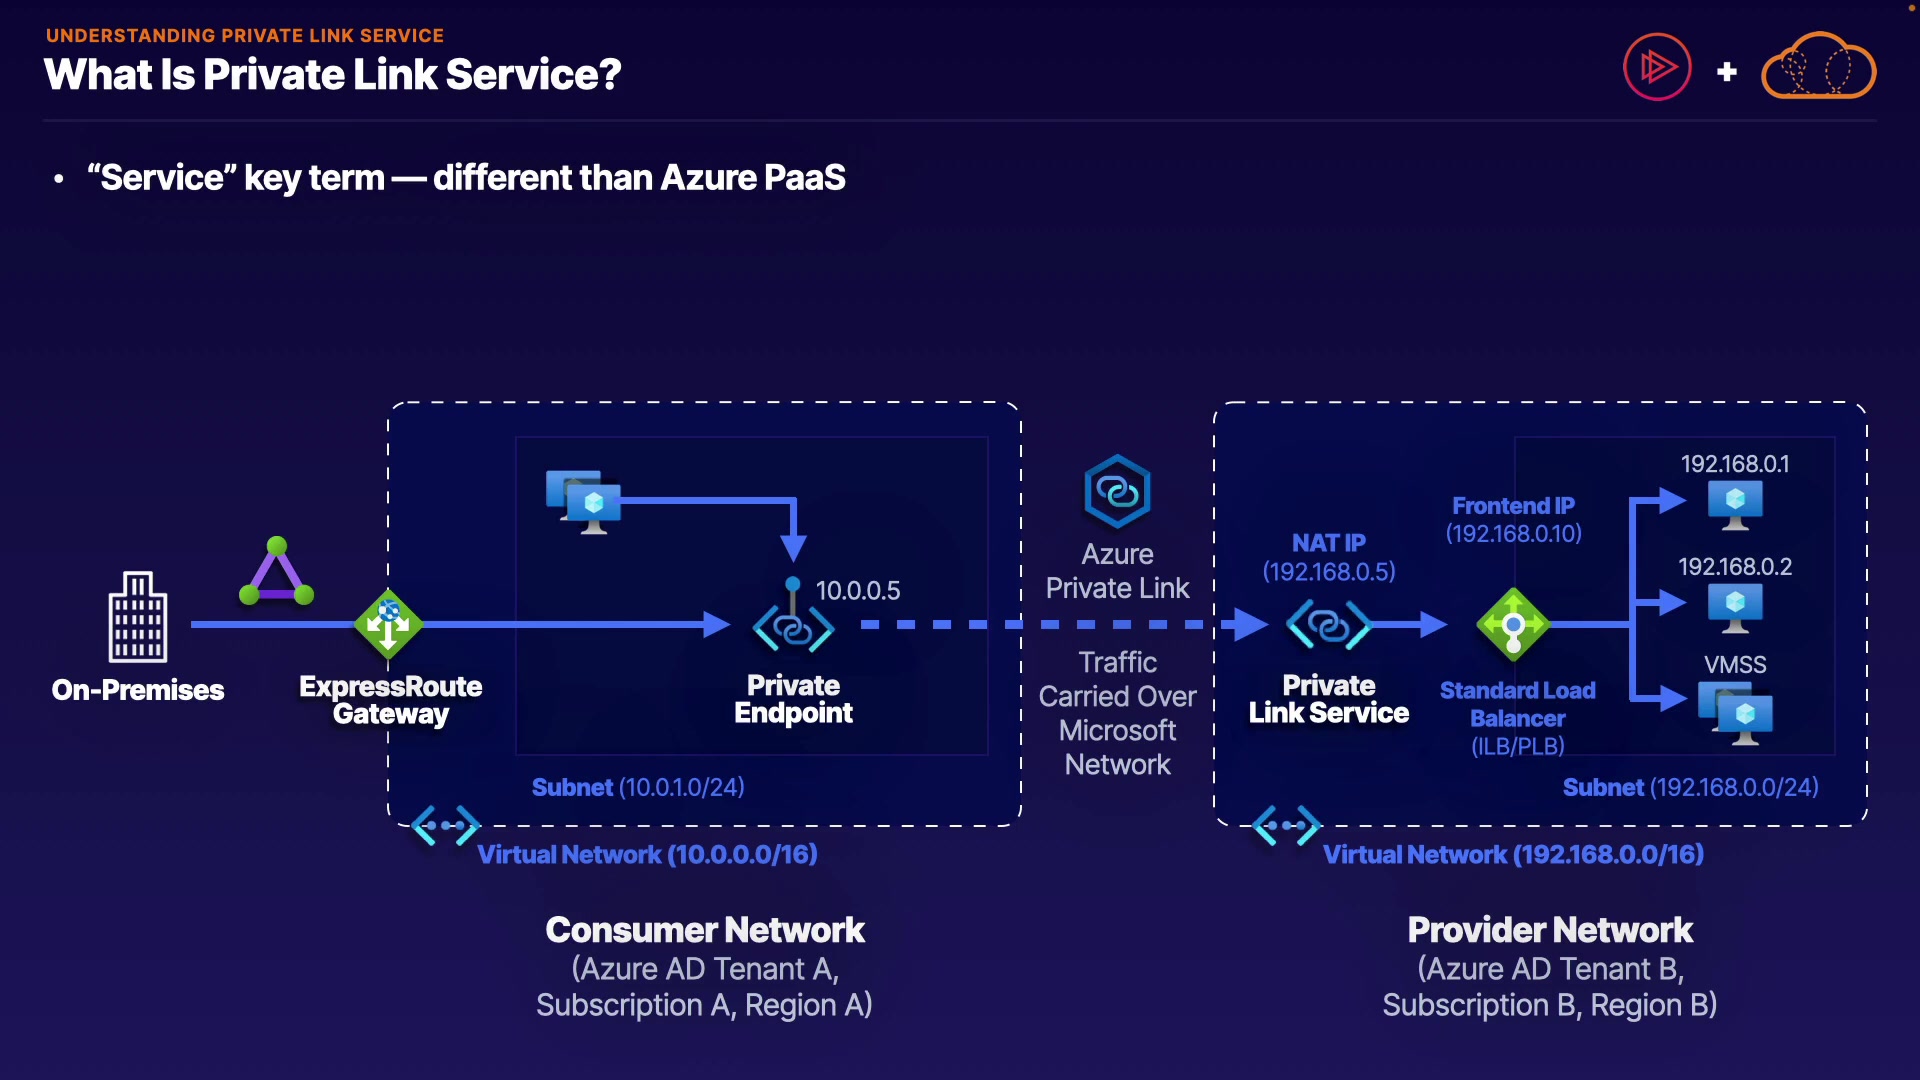 UNDERSTANDING PRIVATE LINK SERVICE
What Is Private Link Service?
+
• “Service” key term — different than Azure PaaS
On-Premises
ExpressRoute
Gateway
10.0.0.5
Private
Endpoint
Subnet (10.0.1.0/24)
Virtual Network (10.0.0.0/16)
Consumer Network
(Azure AD Tenant A,
Subscription A, Region A)
Azure
Private Link
Traffic
Carried Over
Microsoft
Network
NAT IP
(192.168.0.5)
Private
Link Service
Frontend IP
(192.168.0.10)
Standard Load
Balancer
(ILB/PLB)
192.168.0.1
192.168.0.2
VMSS
Subnet (192.168.0.0/24)
Virtual Network (192.168.0.0/16)
Provider Network
(Azure AD Tenant B,
Subscription B, Region B)